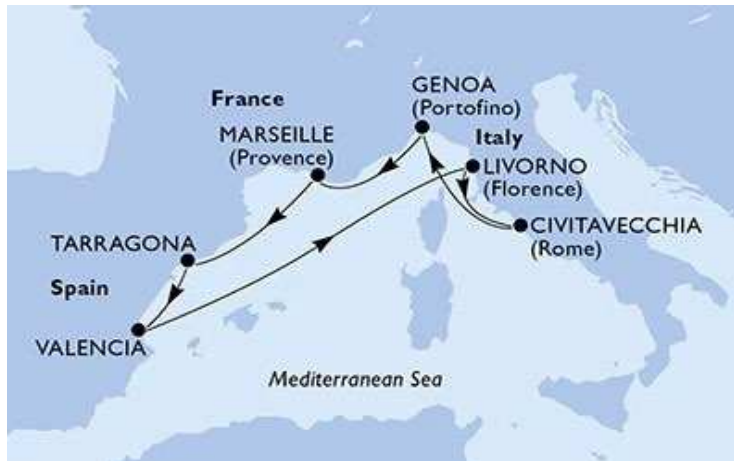 GENOA
(Portofino)
France
MARSEILLE
(Provence)
Italy
LIVORNO
(Florence)
CIVITAVECCHIA
(Rome)
TARRAGONA
Spain
VALENCIA
Mediterranean Sea